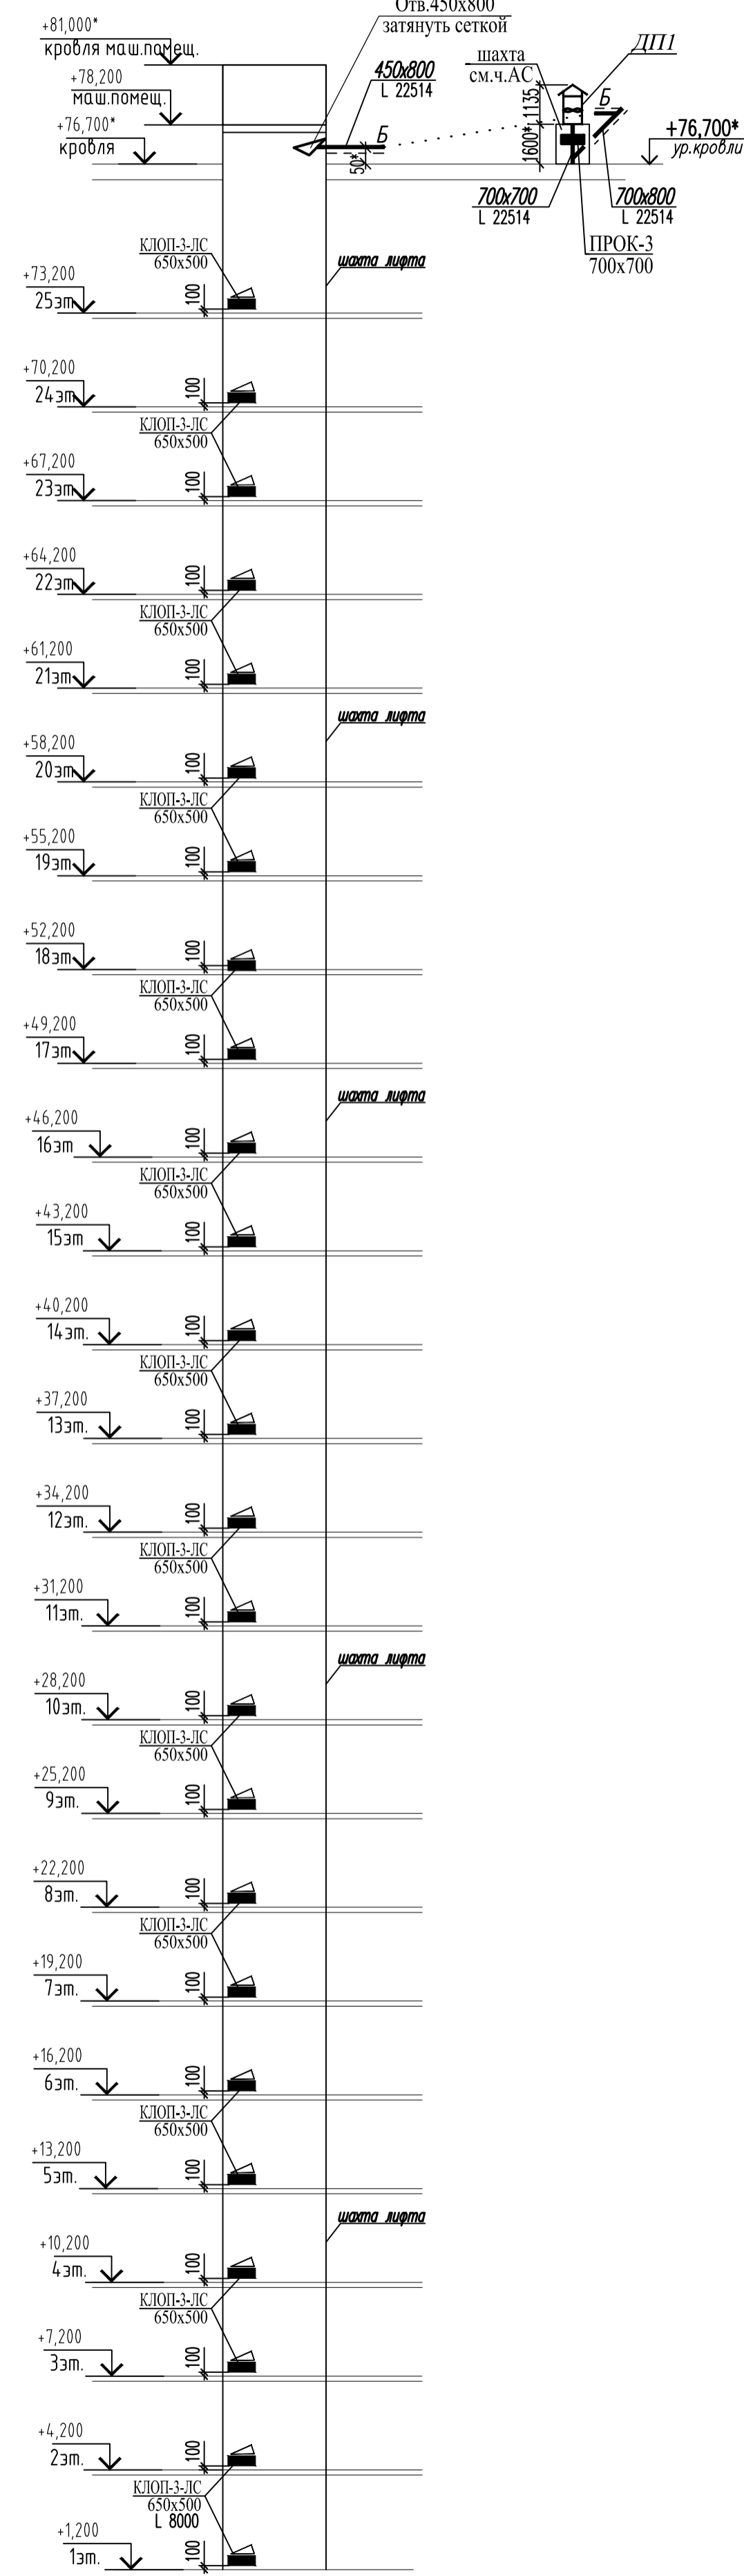 Отв.450х800
затянуть сеткой
+81,000*
кровля маш.помещ.
+78,200
маш.помещ.
+76,700*
кровля
450х800
L 22514
Б
50*
шахта
см.ч.АС
1135
1600*
ДП1
Б
+76,700*
ур.кровли
700х700
L 22514
700х800
L 22514
ПРОК-3
700х700
КЛОП-3-ЛС
650х500
шахта лифта
+73,200
25эт
100
+70,200
24эт
100
КЛОП-3-ЛС
650х500
+67,200
23эт
100
+64,200
22эт
100
КЛОП-3-ЛС
650х500
+61,200
21эт
100
шахта лифта
+58,200
20эт
100
КЛОП-3-ЛС
650х500
+55,200
19эт
100
+52,200
18эт
100
КЛОП-3-ЛС
650х500
+49,200
17эт
100
шахта лифта
+46,200
16эт
100
КЛОП-3-ЛС
650х500
+43,200
15эт
100
+40,200
14эт.
100
КЛОП-3-ЛС
650х500
+37,200
13эт.
100
+34,200
12эт.
100
КЛОП-3-ЛС
650х500
+31,200
11эт.
100
шахта лифта
+28,200
10эт.
100
КЛОП-3-ЛС
650х500
+25,200
9эт.
100
+22,200
8эт.
100
КЛОП-3-ЛС
650х500
+19,200
7эт.
100
+16,200
6эт.
100
КЛОП-3-ЛС
650х500
+13,200
5эт.
100
шахта лифта
+10,200
4эт.
100
КЛОП-3-ЛС
650х500
+7,200
3эт.
100
+4,200
2эт.
100
КЛОП-3-ЛС
650х500
L 8000
+1,200
1эт.
100